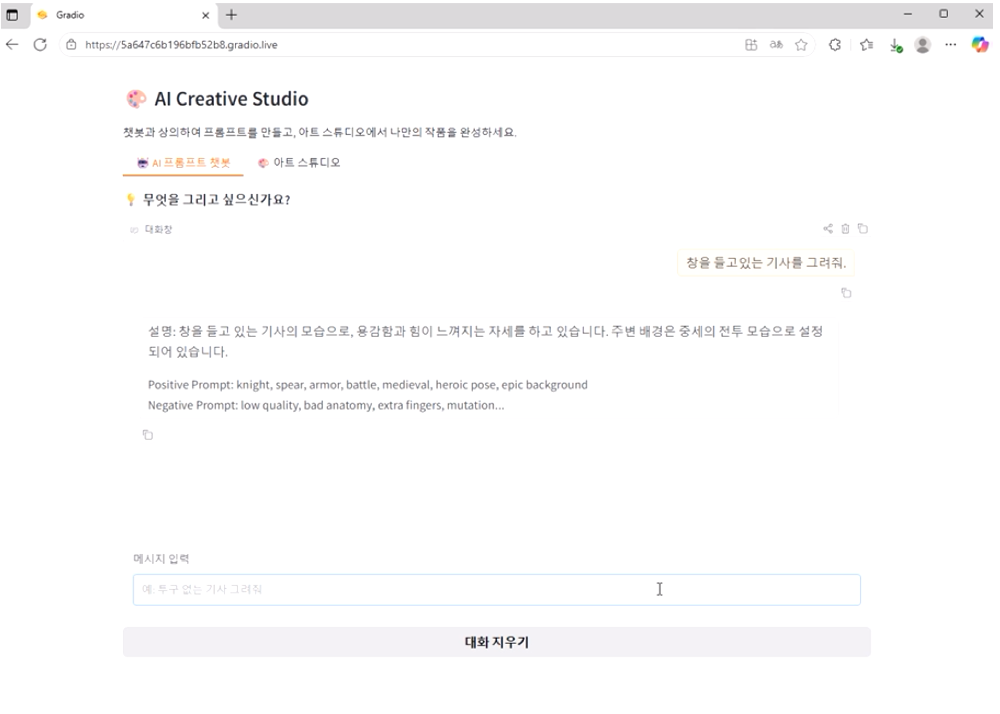 Gradio
https://5a647c6b196bfb52b8.gradio.live
aあ
AI Creative Studio
챗봇과 상의하여 프롬프트를 만들고, 아트 스튜디오에서 나만의 작품을 완성하세요.
AI 프롬프트 챗봇 아트 스튜디오
무엇을 그리고 싶으신가요?
대화창
창을 들고있는 기사를 그려줘.
설명: 창을 들고 있는 기사의 모습으로, 용감함과 힘이 느껴지는 자세를 하고 있습니다. 주변 배경은 중세의 전투 모습으로 설정
되어 있습니다.
Positive Prompt: knight, spear, armor, battle, medieval, heroic pose, epic background
Negative Prompt: low quality, bad anatomy, extra fingers, mutation...
메시지 입력
예: 투구 없는 기사 그려줘
대화 지우기